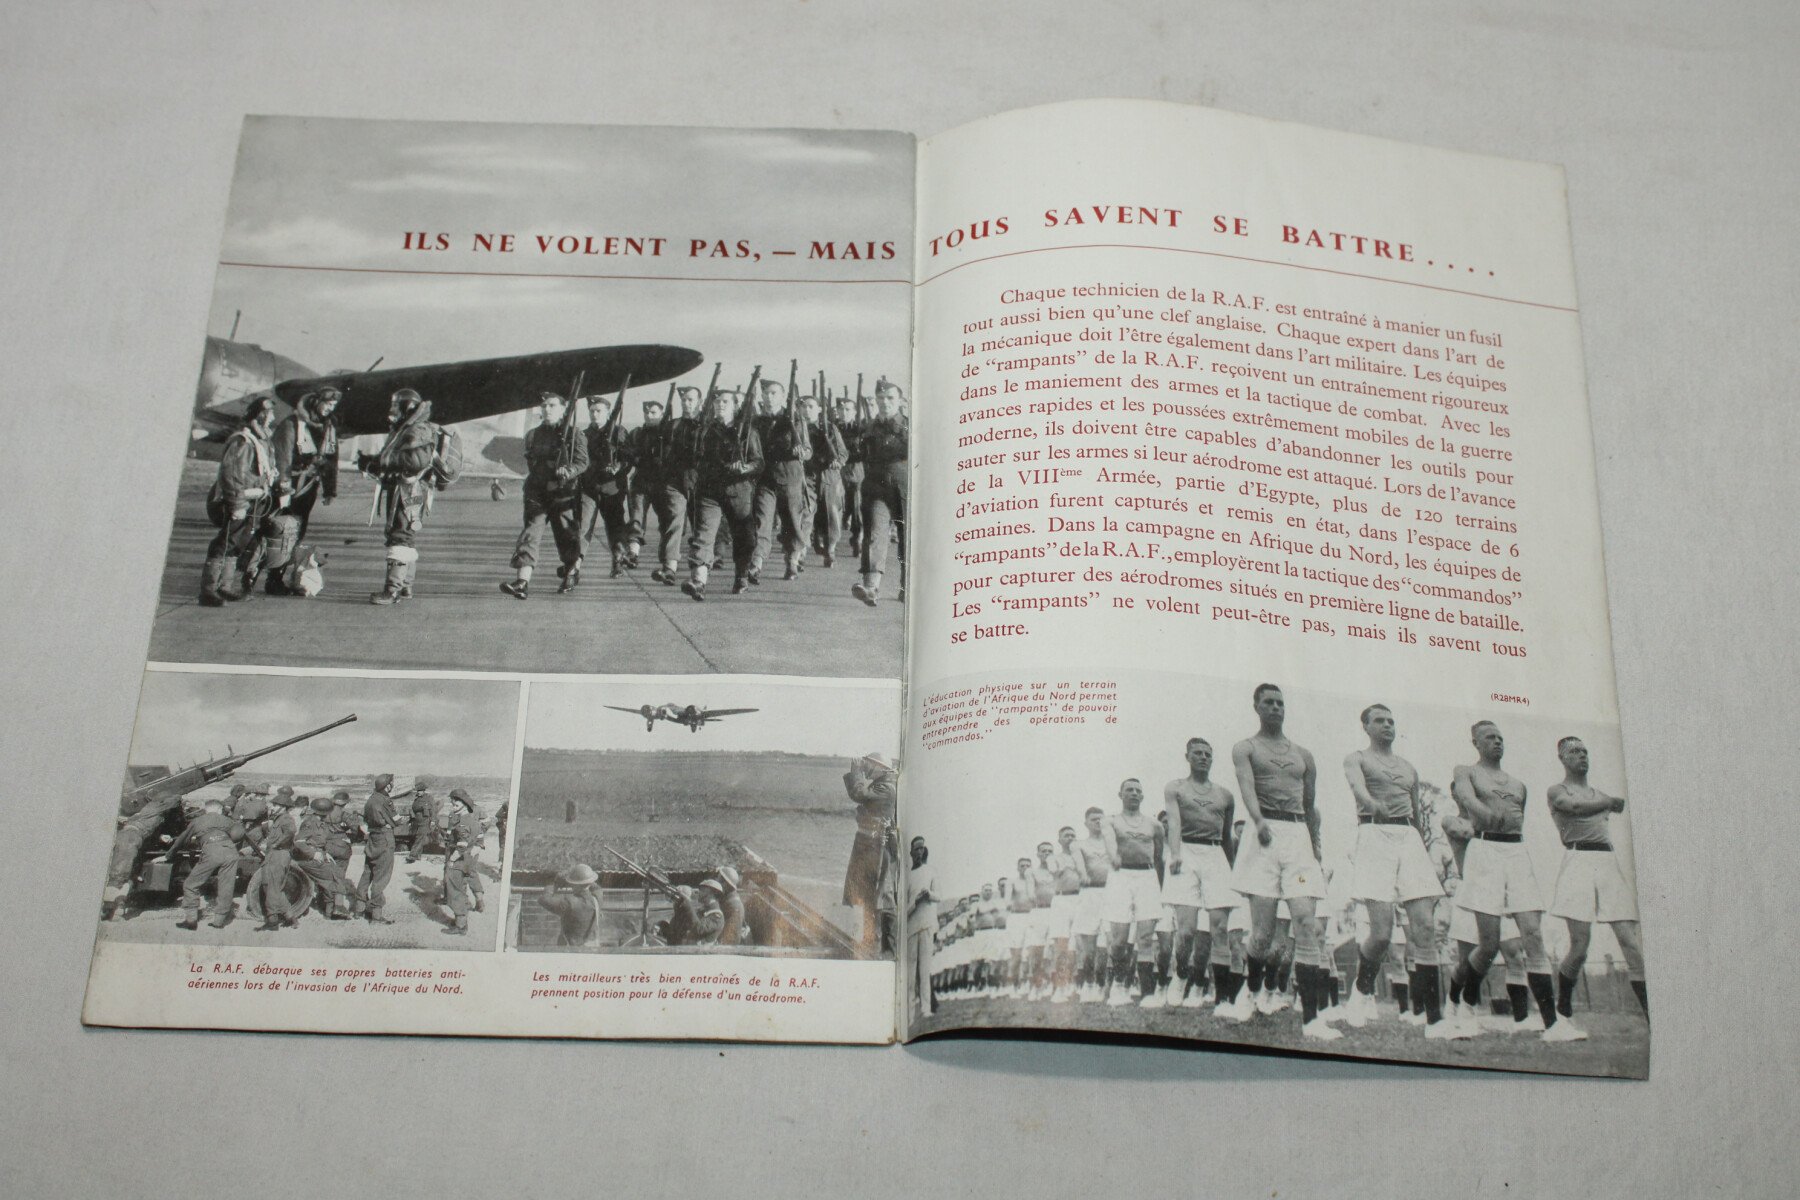 ILS NE VOLENT PAS, — MAIS TOUS SAVENT SE BATTRE....
Chaque technicien de la R.A.F. est entraîné à manier un fusil
tout aussi bien qu'une clef anglaise. Chaque expert dans l'art de
la mécanique doit l'être également dans l'art militaire. Les équipes
de "rampants" de la R.A.F. reçoivent un entraînement rigoureux
dans le maniement des armes et la tactique de combat. Avec les
avances rapides et les poussées extrêmement mobiles de la guerre
moderne, ils doivent être capables d'abandonner les outils pour
sauter sur les armes si leur aérodrome est attaqué. Lors de l'avance
de la VIIIème Armée, partie d'Egypte, plus de 120 terrains
d'aviation furent capturés et remis en état, dans l'espace de 6
semaines. Dans la campagne en Afrique du Nord, les équipes de
"rampants" de la R.A.F., employèrent la tactique des "commandos"
pour capturer des aérodromes situés en première ligne de bataille.
Les "rampants" ne volent peut-être pas, mais ils savent tous
se battre.
(R28MR4)
L'éducation physique sur un terrain
d'aviation de l'Afrique du Nord permet
aux équipes de "rampants" de pouvoir
entreprendre des opérations de
"commandos."
La R.A.F. débarque ses propres batteries anti-
aériennes lors de l'invasion de l'Afrique du Nord.
Les mitrailleurs très bien entraînés de la R.A.F.
prennent position pour la défense d'un aérodrome.